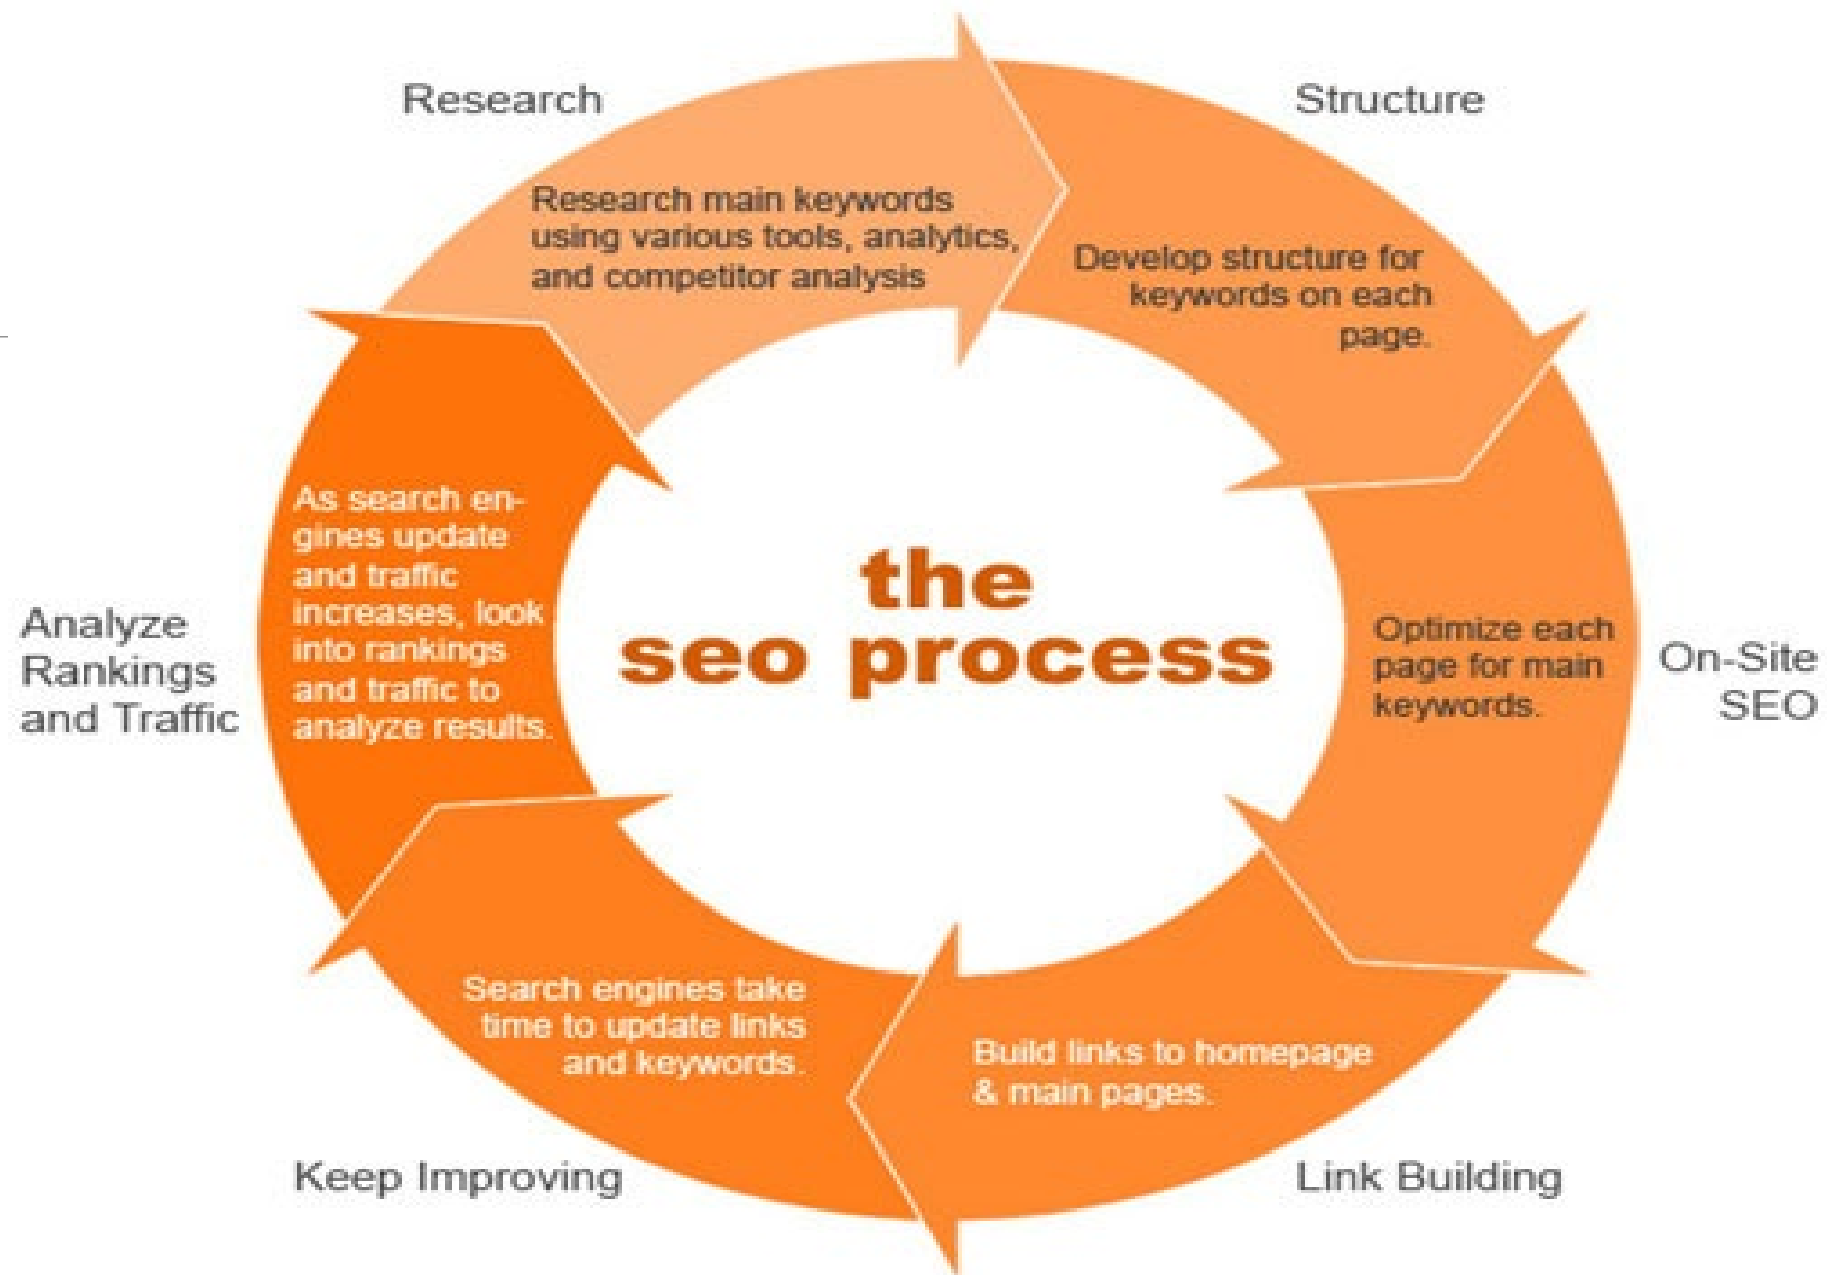 Research
Research main keywords
using various tools, analytics,
and competitor analysis
Structure
Develop structure for
keywords on each
page.
On-Site
SEO
Optimize each
page for main
keywords.
Link Building
Build links to homepage
& main pages.
Keep Improving
Search engines take
time to update links
and keywords.
Analyze
Rankings
and Traffic
As search en-
gines update
and traffic
increases, look
into rankings
and traffic to
analyze results.
the
seo process